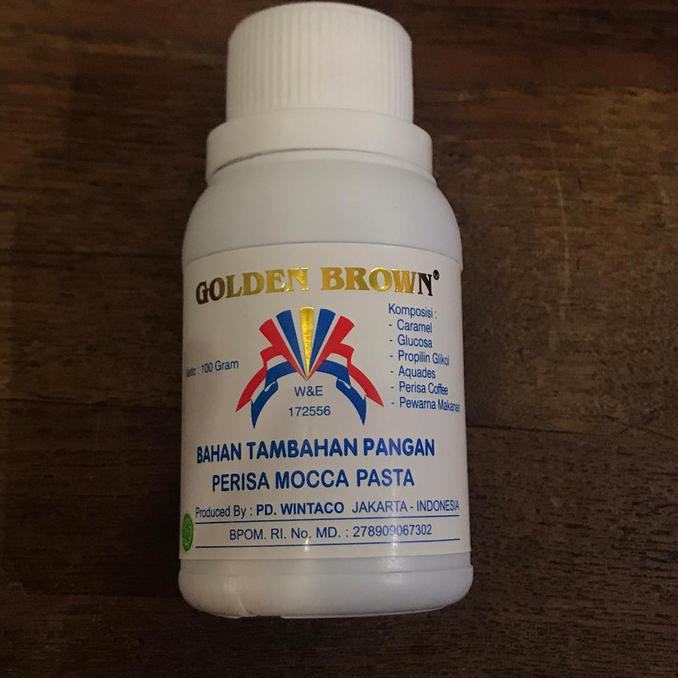 GOLDEN BROWN®
Netto : 100 Gram
Komposisi :
- Caramel
- Glucosa
- Propilin Glikol
- Aquades
- Perisa Coffee
- Pewarna Makanan
W&E
172556
BAHAN TAMBAHAN PANGAN
PERISA MOCCA PASTA
Produced By : PD. WINTACO JAKARTA - INDONESIA
BPOM. RI. No. MD. : 278909067302